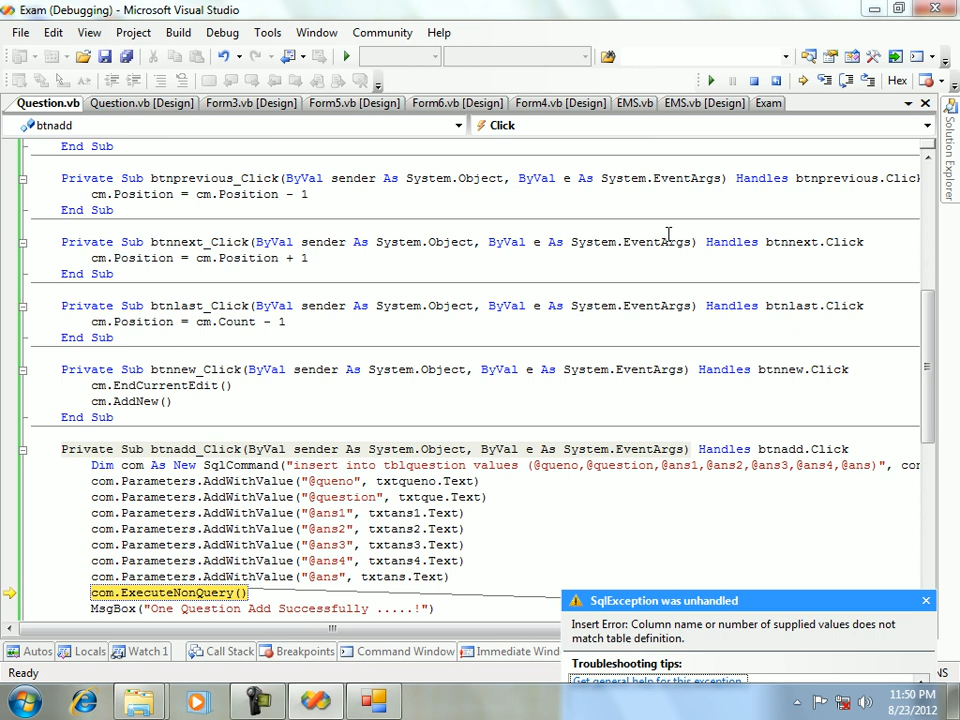 Exam (Debugging) - Microsoft Visual Studio
File Edit View Project Build Debug Tools Window Community Help
Hex
Question.vb Question.vb [Design] Form3.vb [Design] Form5.vb [Design] Form6.vb [Design] Form4.vb [Design] EMS.vb EMS.vb [Design] Exam
btnadd Click
Solution Explorer
End Sub
Private Sub btnprevious_Click(ByVal sender As System.Object, ByVal e As System.EventArgs) Handles btnprevious.Click
cm.Position = cm.Position - 1
End Sub
Private Sub btnnext_Click(ByVal sender As System.Object, ByVal e As System.EventArgs) Handles btnnext.Click
cm.Position = cm.Position + 1
End Sub
Private Sub btnlast_Click(ByVal sender As System.Object, ByVal e As System.EventArgs) Handles btnlast.Click
cm.Position = cm.Count - 1
End Sub
Private Sub btnnew_Click(ByVal sender As System.Object, ByVal e As System.EventArgs) Handles btnnew.Click
cm.EndCurrentEdit()
cm.AddNew()
End Sub
Private Sub btnadd_Click(ByVal sender As System.Object, ByVal e As System.EventArgs) Handles btnadd.Click
Dim com As New SqlCommand("insert into tblquestion values (@queno,@question,@ans1,@ans2,@ans3,@ans4,@ans)", con
com.Parameters.AddWithValue("@queno", txtqueno.Text)
com.Parameters.AddWithValue("@question", txtque.Text)
com.Parameters.AddWithValue("@ans1", txtans1.Text)
com.Parameters.AddWithValue("@ans2", txtans2.Text)
com.Parameters.AddWithValue("@ans3", txtans3.Text)
com.Parameters.AddWithValue("@ans4", txtans4.Text)
com.Parameters.AddWithValue("@ans", txtans.Text)
com.ExecuteNonQuery()
MsgBox("One Question Add Successfully .....!")
SqlException was unhandled
Insert Error: Column name or number of supplied values does not
match table definition.
Troubleshooting tips:
Get general help for this exception.
Autos Locals Watch 1 Call Stack Breakpoints Command Window Immediate Wind
Ready NS
11:50 PM
8/23/2012